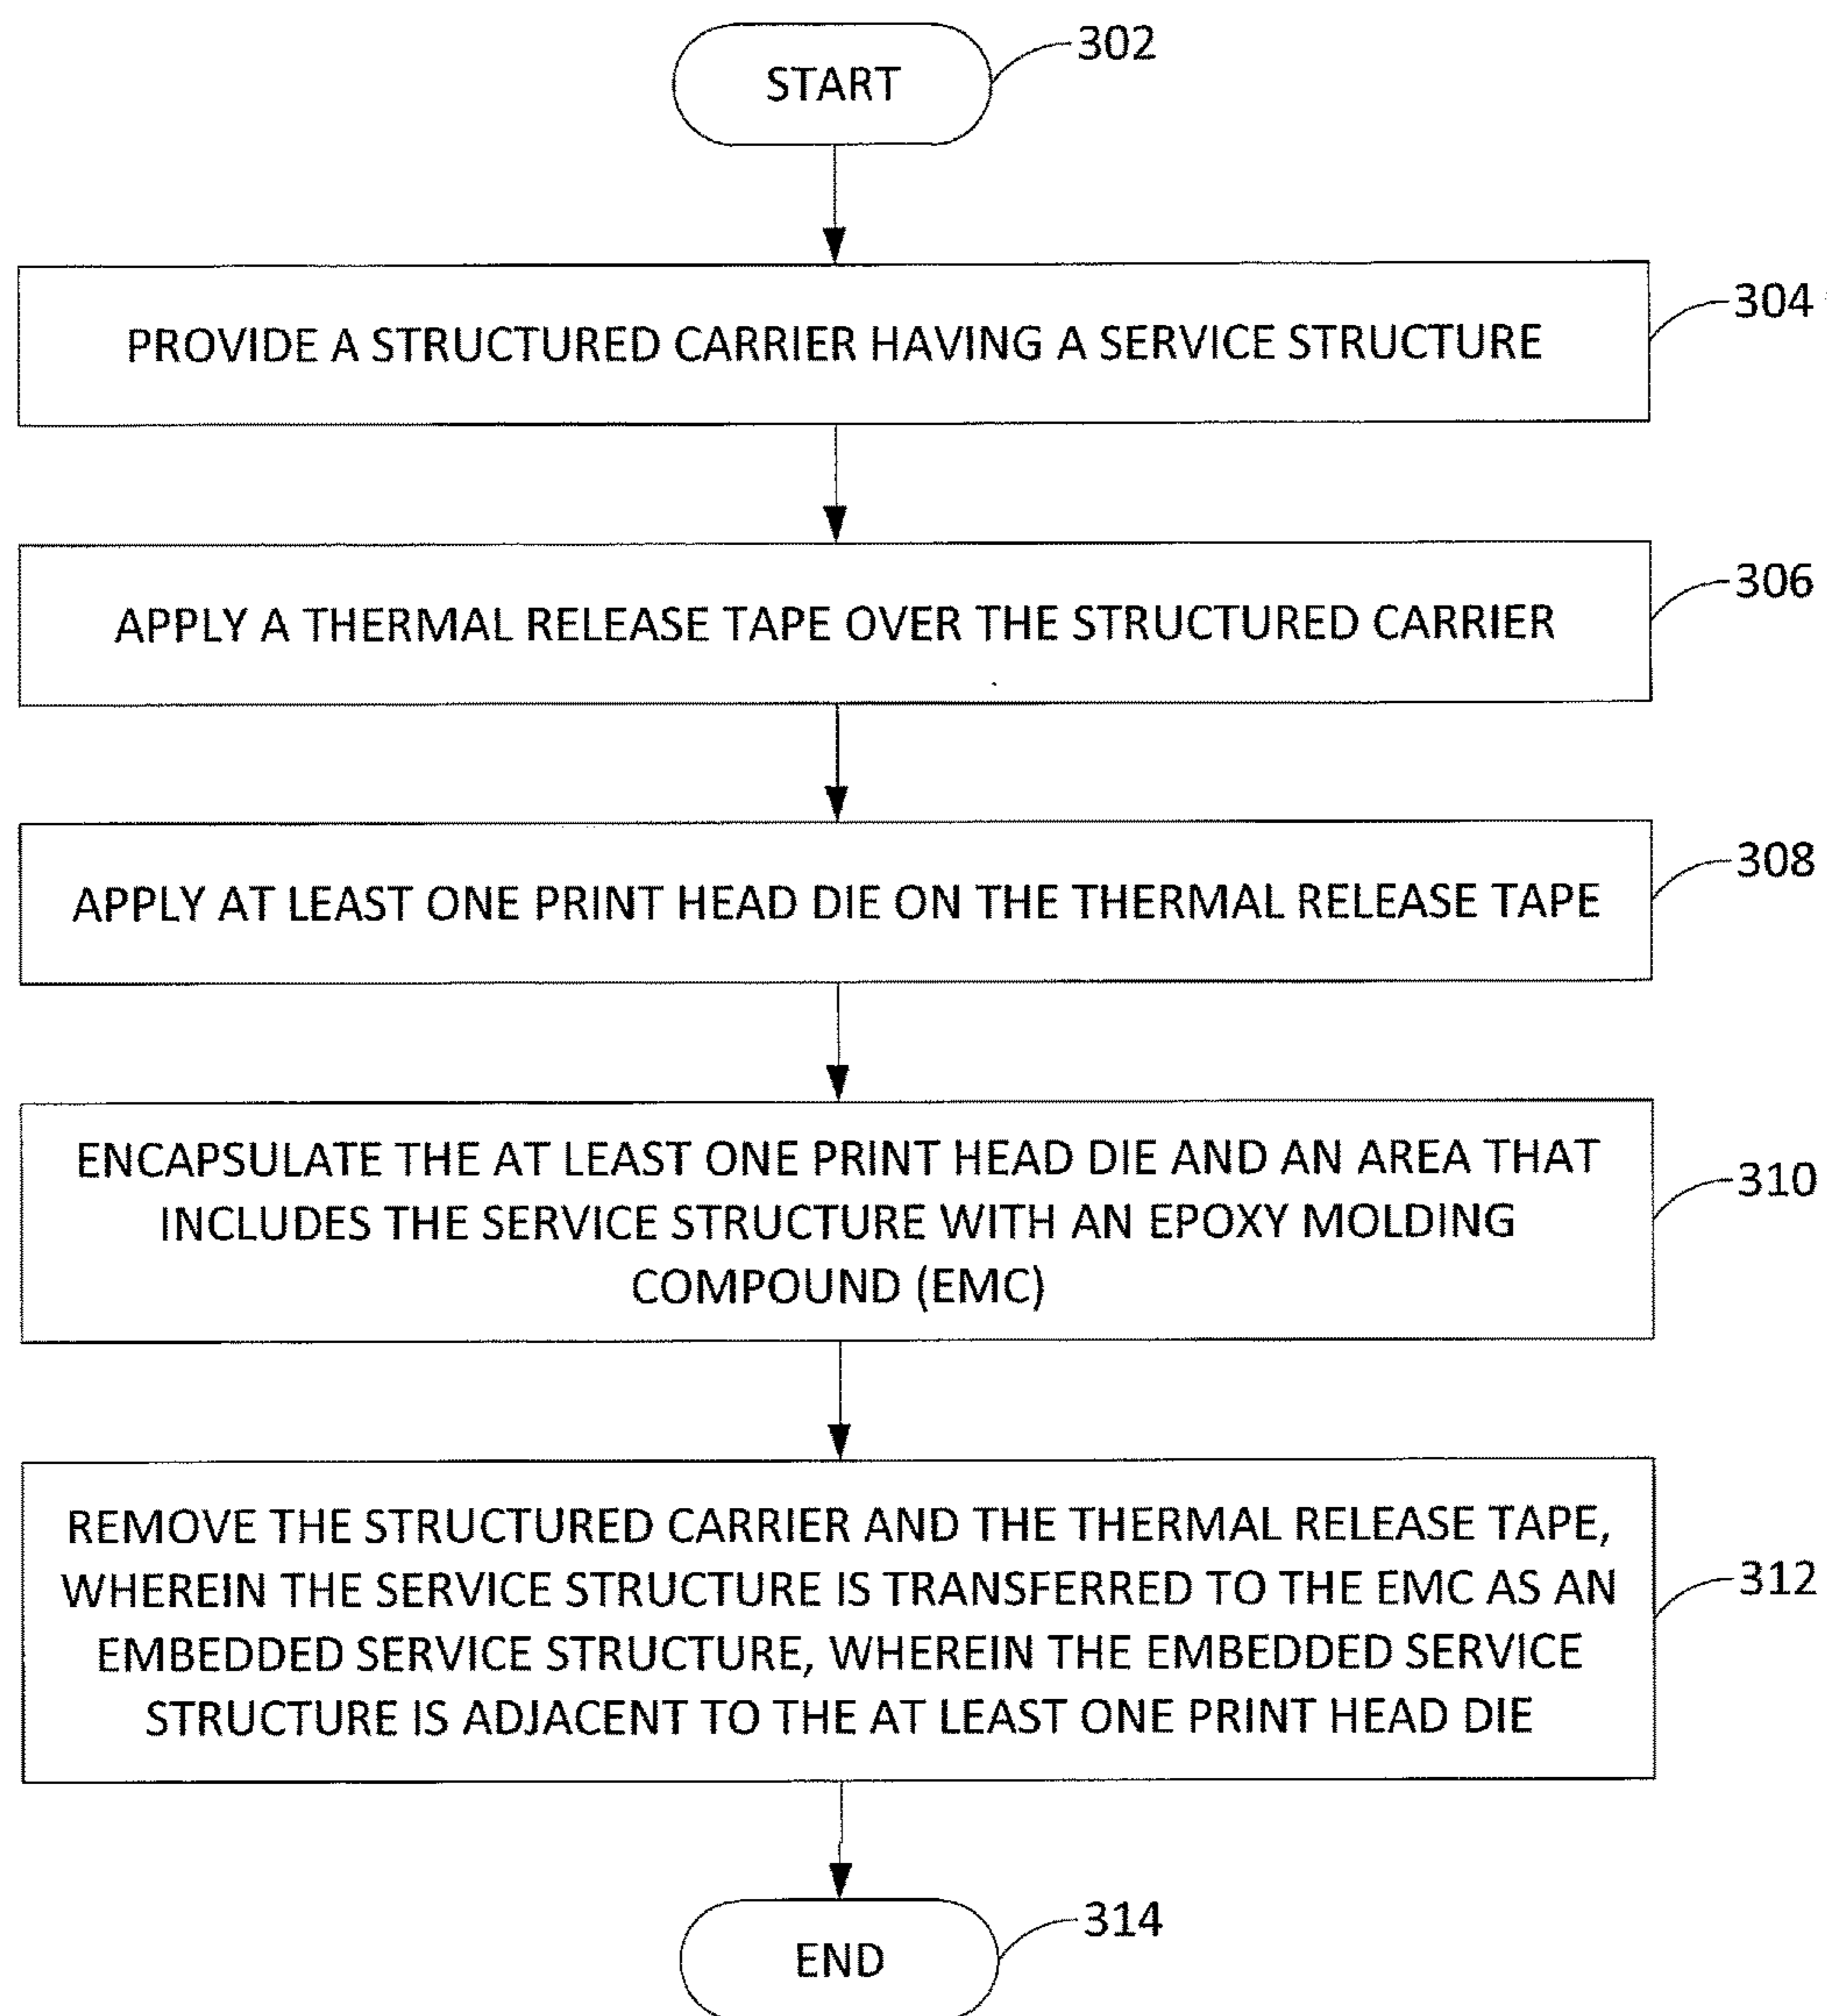 302
START
304
PROVIDE A STRUCTURED CARRIER HAVING A SERVICE STRUCTURE
306
APPLY A THERMAL RELEASE TAPE OVER THE STRUCTURED CARRIER
308
APPLY AT LEAST ONE PRINT HEAD DIE ON THE THERMAL RELEASE TAPE
ENCAPSULATE THE AT LEAST ONE PRINT HEAD DIE AND AN AREA THAT
310
INCLUDES THE SERVICE STRUCTURE WITH AN EPOXY MOLDING
COMPOUND (EMC)
REMOVE THE STRUCTURED CARRIER AND THE THERMAL RELEASE TAPE,
312
WHEREIN THE SERVICE STRUCTURE IS TRANSFERRED TO THE EMC AS AN
EMBEDDED SERVICE STRUCTURE, WHEREIN THE EMBEDDED SERVICE
STRUCTURE IS ADJACENT TO THE AT LEAST ONE PRINT HEAD DIE
314
END